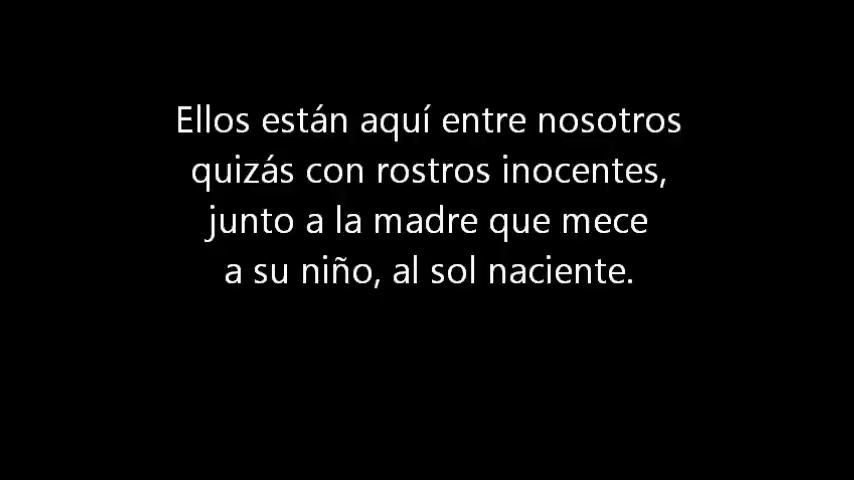 Ellos están aquí entre nosotros
quizás con rostros inocentes,
junto a la madre que mece
a su niño, al sol naciente.